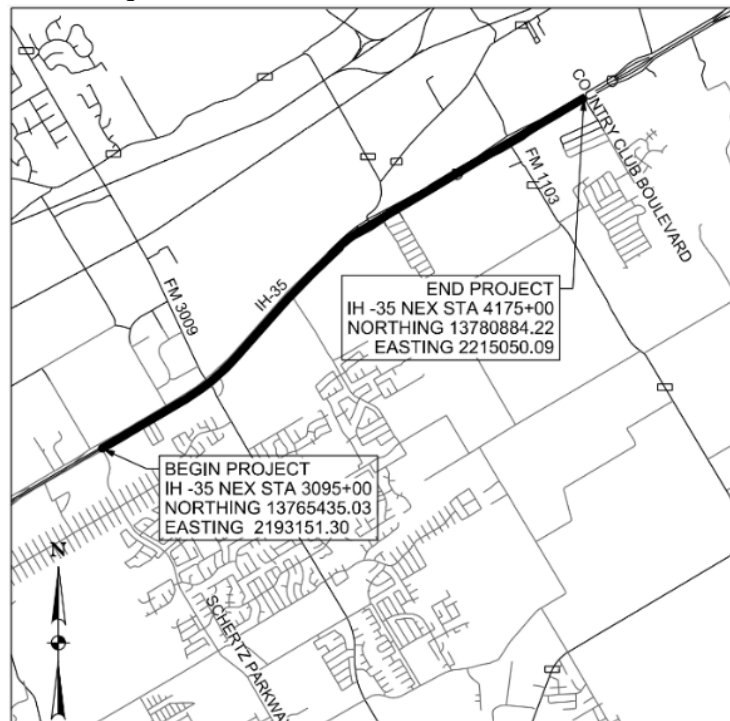 COUNTRY CLUB BOULEVARD
FM 1103
FM 3009
IH-35
END PROJECT
IH -35 NEX STA 4175+00
NORTHING 13780884.22
EASTING 2215050.09
BEGIN PROJECT
IH -35 NEX STA 3095+00
NORTHING 13765435.03
EASTING 2193151.30
N
SCHERTZ PARKWA